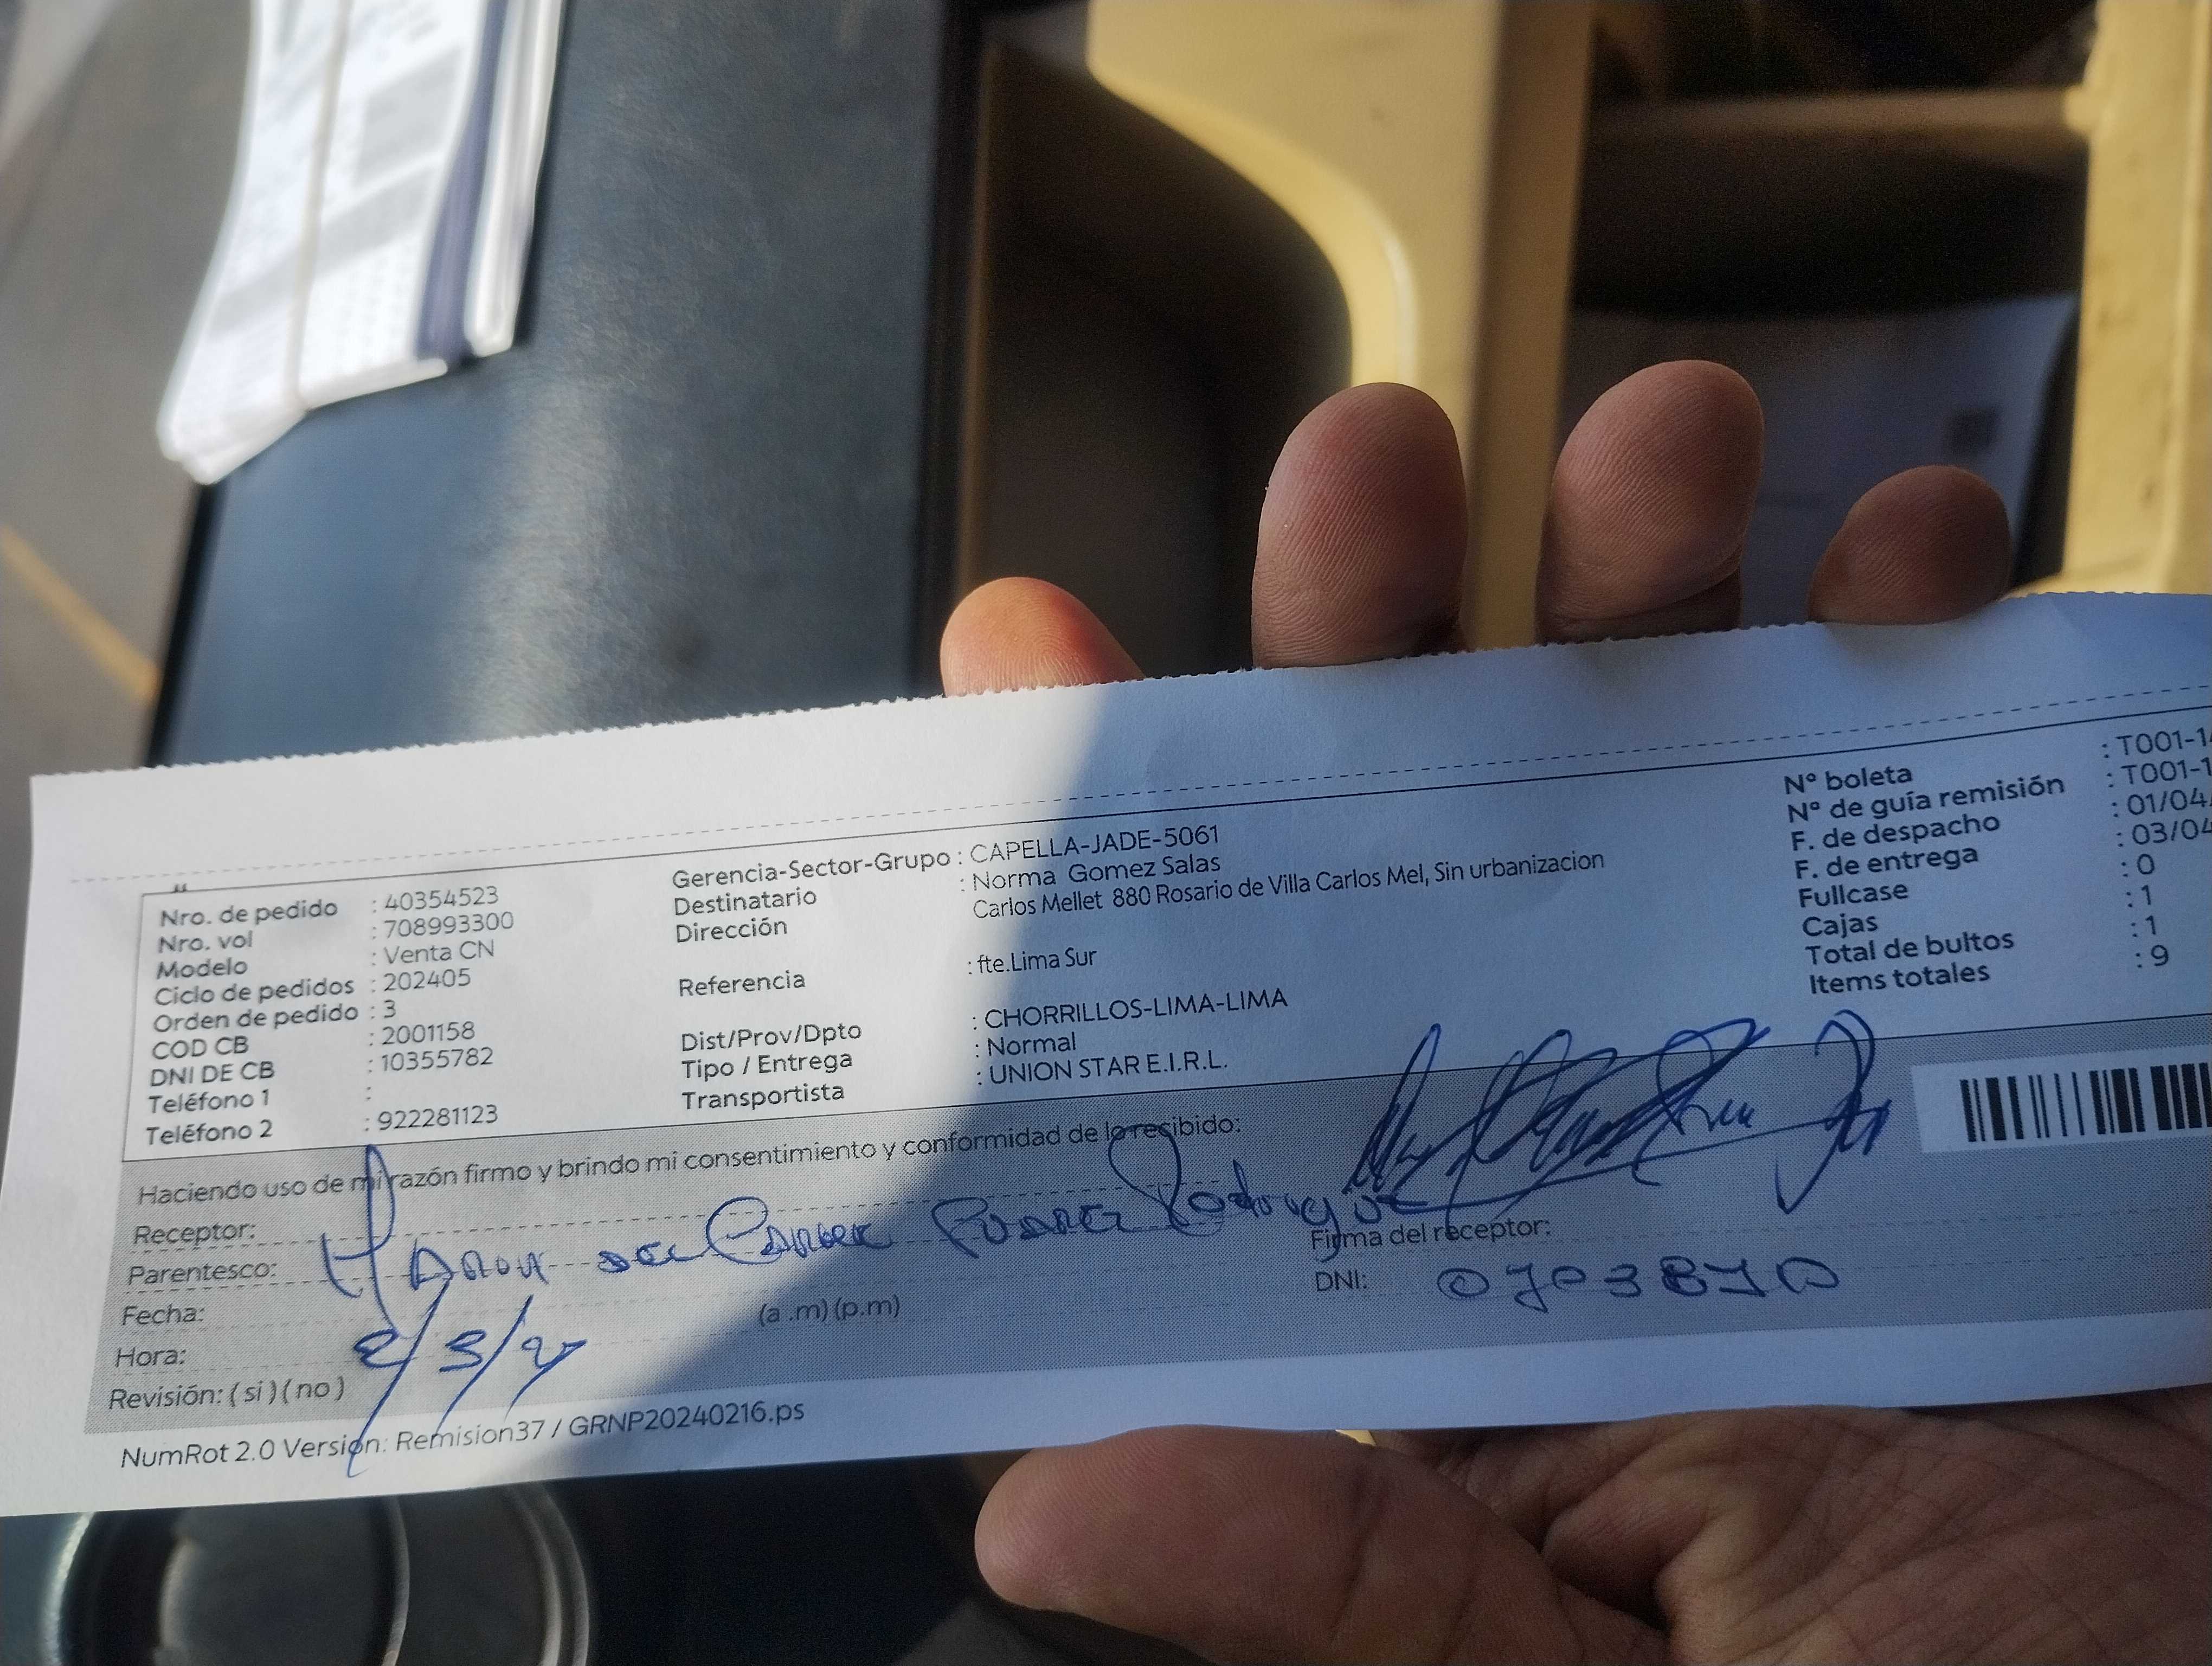 Nro. de pedido : 40354523
Nro. vol : 708993300
Modelo : Venta CN
Ciclo de pedidos : 202405
Orden de pedido : 3
COD CB : 2001158
DNI DE CB : 10355782
Teléfono 1 :
Teléfono 2 : 922281123
Gerencia-Sector-Grupo : CAPELLA-JADE-5061
Destinatario : Norma Gomez Salas
Dirección Carlos Mellet 880 Rosario de Villa Carlos Mel, Sin urbanizacion
Referencia : fte.Lima Sur
Dist/Prov/Dpto : CHORRILLOS-LIMA-LIMA
Tipo / Entrega : Normal
Transportista : UNION STAR E.I.R.L.
N° boleta : T001-1
N° de guía remisión : T001-1
F. de despacho : 01/04
F. de entrega : 03/04
Fullcase : 0
Cajas : 1
Total de bultos : 1
Items totales : 9
Haciendo uso de mi razón firmo y brindo mi consentimiento y conformidad de lo recibido:
Receptor:
Parentesco:
Fecha:
Hora: (a .m) (p.m)
Revisión: ( si ) ( no )
Firma del receptor:
DNI:
NumRot 2.0 Version: Remision37 / GRNP20240216.ps